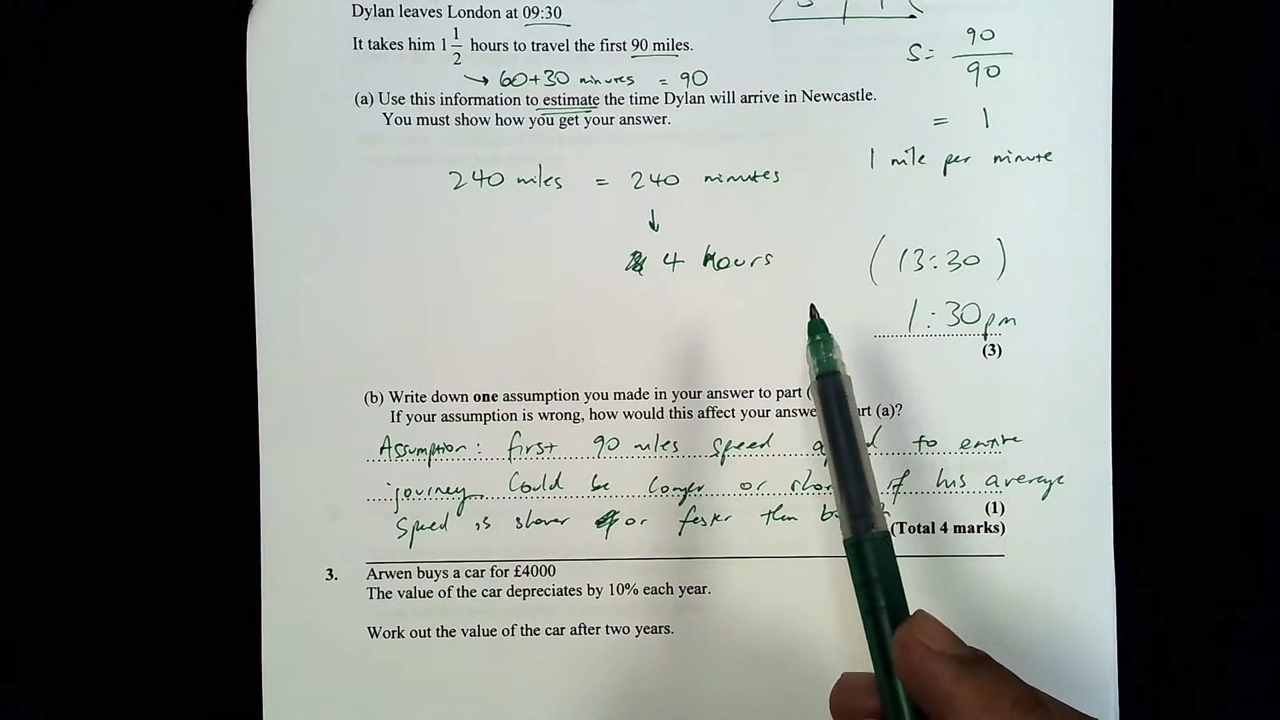 Dylan leaves London at 09:30
It takes him 1 1/2 hours to travel the first 90 miles.
→ 60+30 minutes = 90
S = 90/90
(a) Use this information to estimate the time Dylan will arrive in Newcastle.
You must show how you get your answer.
= 1
1 mile per minute
240 miles = 240 minutes
↓
4 hours
(13:30)
1:30pm
(3)
(b) Write down one assumption you made in your answer to part (
If your assumption is wrong, how would this affect your answe rt (a)?
Assumption: first 90 miles speed to entire
journey. Could be longer or if his average
speed is slower or faster then
(1)
(Total 4 marks)
3. Arwen buys a car for £4000
The value of the car depreciates by 10% each year.
Work out the value of the car after two years.